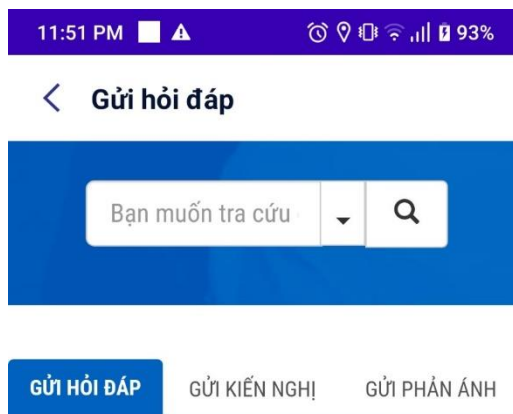 11:51 PM 93%
Gửi hỏi đáp
Bạn muốn tra cứu
GỬI HỎI ĐÁP GỬI KIẾN NGHỊ GỬI PHẢN ÁNH